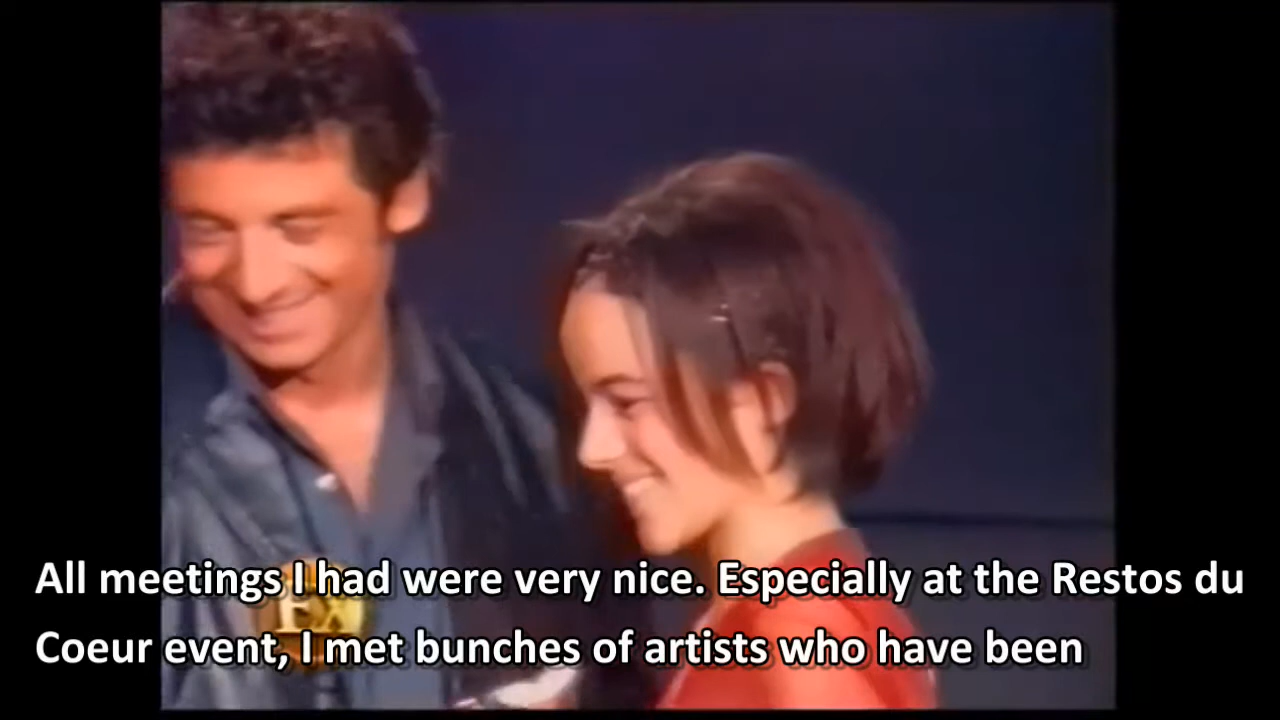 All meetings I had were very nice. Especially at the Restos du
Coeur event, I met bunches of artists who have been